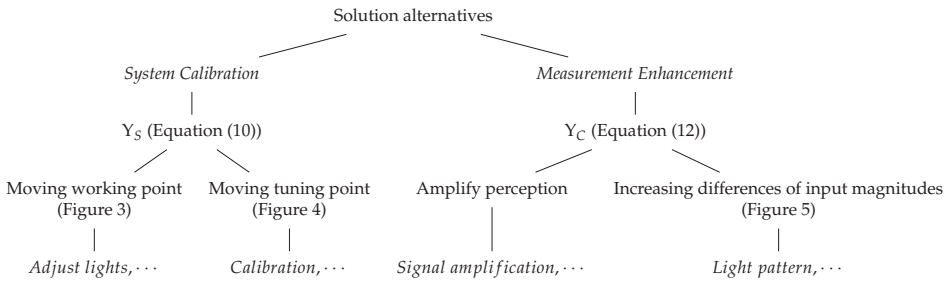 Solution alternatives
System Calibration
Measurement Enhancement
Y_S (Equation (10))
Y_C (Equation (12))
Moving working point
(Figure 3)
Moving tuning point
(Figure 4)
Amplify perception
Increasing differences of input magnitudes
(Figure 5)
Adjust lights, ⋯
Calibration, ⋯
Signal amplification, ⋯
Light pattern, ⋯